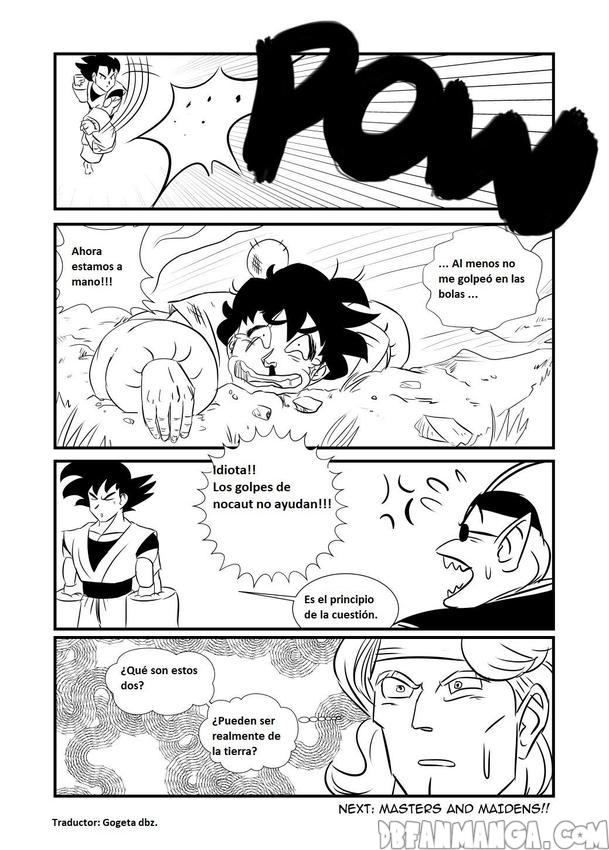 POW
Ahora
estamos a
mano!!!
... Al menos no
me golpeó en las
bolas ...
Idiota!!
Los golpes de
nocaut no ayudan!!!
Es el principio
de la cuestión.
¿Qué son estos
dos?
¿Pueden ser
realmente de
la tierra?
NEXT: MASTERS AND MAIDENS!!
Traductor: Gogeta dbz.
DBFANMANGA.COM